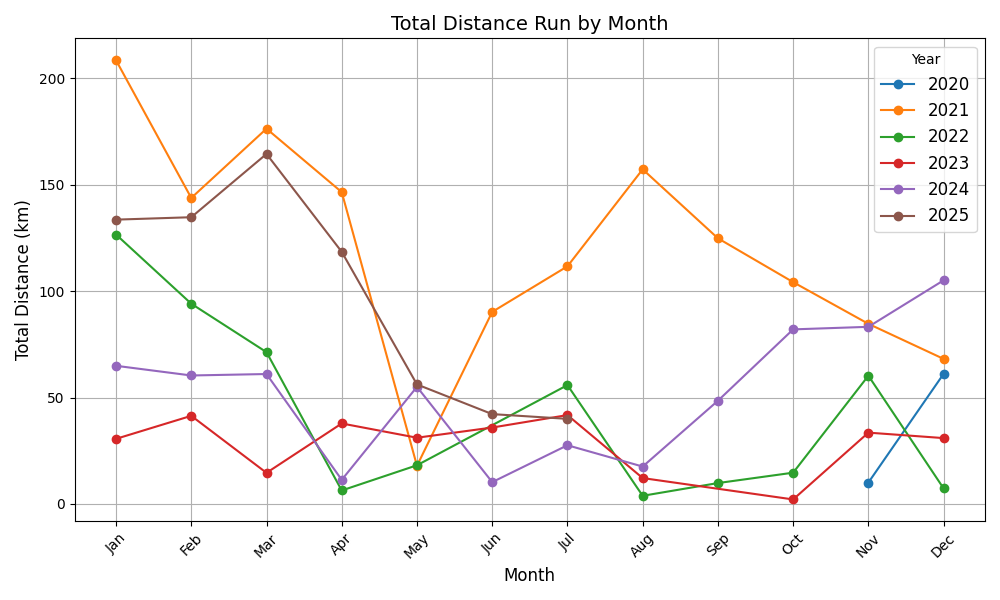 Total Distance Run by Month
Total Distance (km)
200
150
100
50
0
Year
2020
2021
2022
2023
2024
2025
Jan
Feb
Mar
Apr
May
Jun
Jul
Aug
Sep
Oct
Nov
Dec
Month